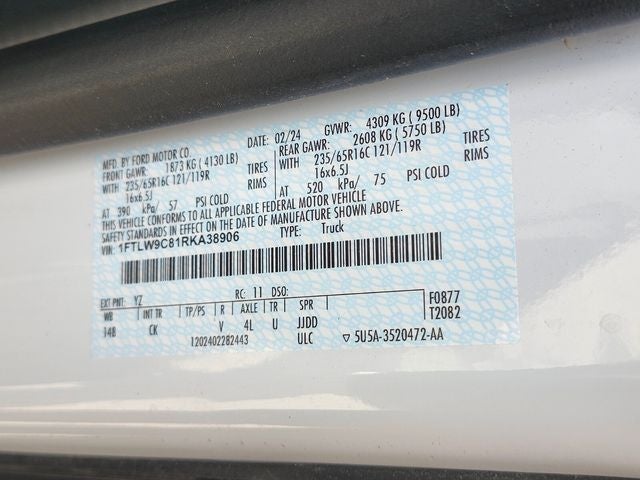 MFD. BY FORD MOTOR CO.
DATE: 02/24 GVWR: 4309 KG ( 9500 LB)
FRONT GAWR: 1873 KG ( 4130 LB)
REAR GAWR: 2608 KG ( 5750 LB)
WITH 235/65R16C 121/119R TIRES
WITH 235/65R16C 121/119R TIRES
16x6.5J RIMS
16x6.5J RIMS
AT 390 kPa/ 57 PSI COLD
AT 520 kPa/ 75 PSI COLD
THIS VEHICLE CONFORMS TO ALL APPLICABLE FEDERAL MOTOR VEHICLE
SAFETY STANDARDS IN EFFECT ON THE DATE OF MANUFACTURE SHOWN ABOVE.
VIN: 1FTLW9C81RKA38906 TYPE: Truck
EXT PNT: YZ RC: 11 DSO: F0877
WB INT TR TP/PS R AXLE TR SPR T2082
148 CK V 4L U JJDD
1202402282443 ULC ▽ 5U5A-3520472-AA